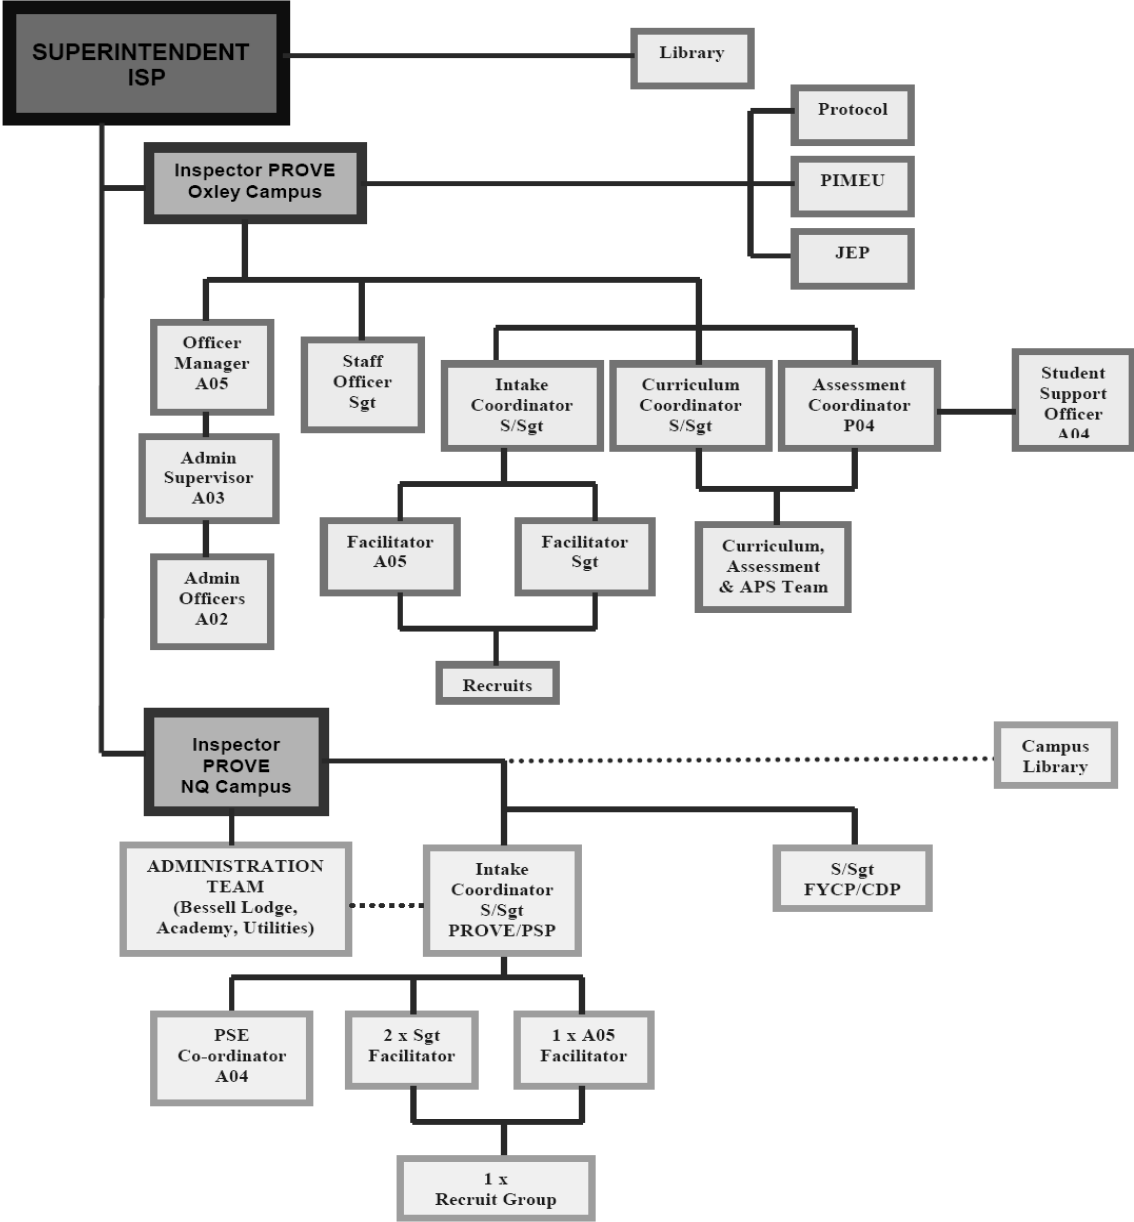 SUPERINTENDENT
ISP
Library
Protocol
Inspector PROVE
Oxley Campus
PIMEU
JEP
Officer
Manager
A05
Staff
Officer
Sgt
Intake
Coordinator
S/Sgt
Curriculum
Coordinator
S/Sgt
Assessment
Coordinator
P04
Student
Support
Officer
A04
Admin
Supervisor
A03
Facilitator
A05
Facilitator
Sgt
Curriculum,
Assessment
& APS Team
Admin
Officers
A02
Recruits
Inspector
PROVE
NQ Campus
Campus
Library
ADMINISTRATION
TEAM
(Bessell Lodge,
Academy, Utilities)
Intake
Coordinator
S/Sgt
PROVE/PSP
S/Sgt
FYCP/CDP
PSE
Co-ordinator
A04
2 x Sgt
Facilitator
1 x A05
Facilitator
1 x
Recruit Group